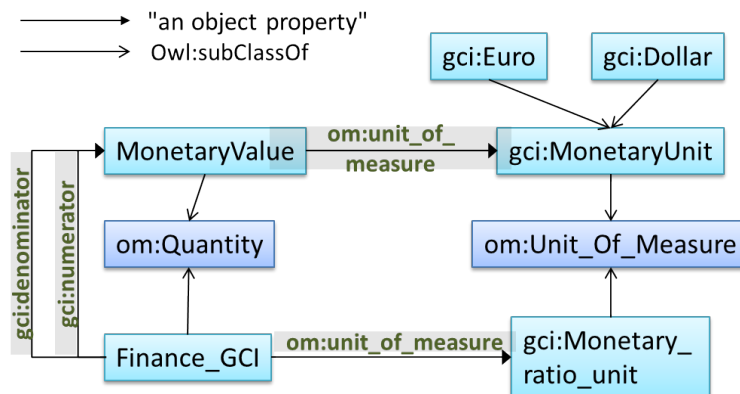 "an object property"
Owl:subClassOf
gci:Euro
gci:Dollar
MonetaryValue
om:unit_of_
measure
gci:MonetaryUnit
om:Quantity
om:Unit_Of_Measure
gci:denominator
gci:numerator
Finance_GCI
om:unit_of_measure
gci:Monetary_
ratio_unit